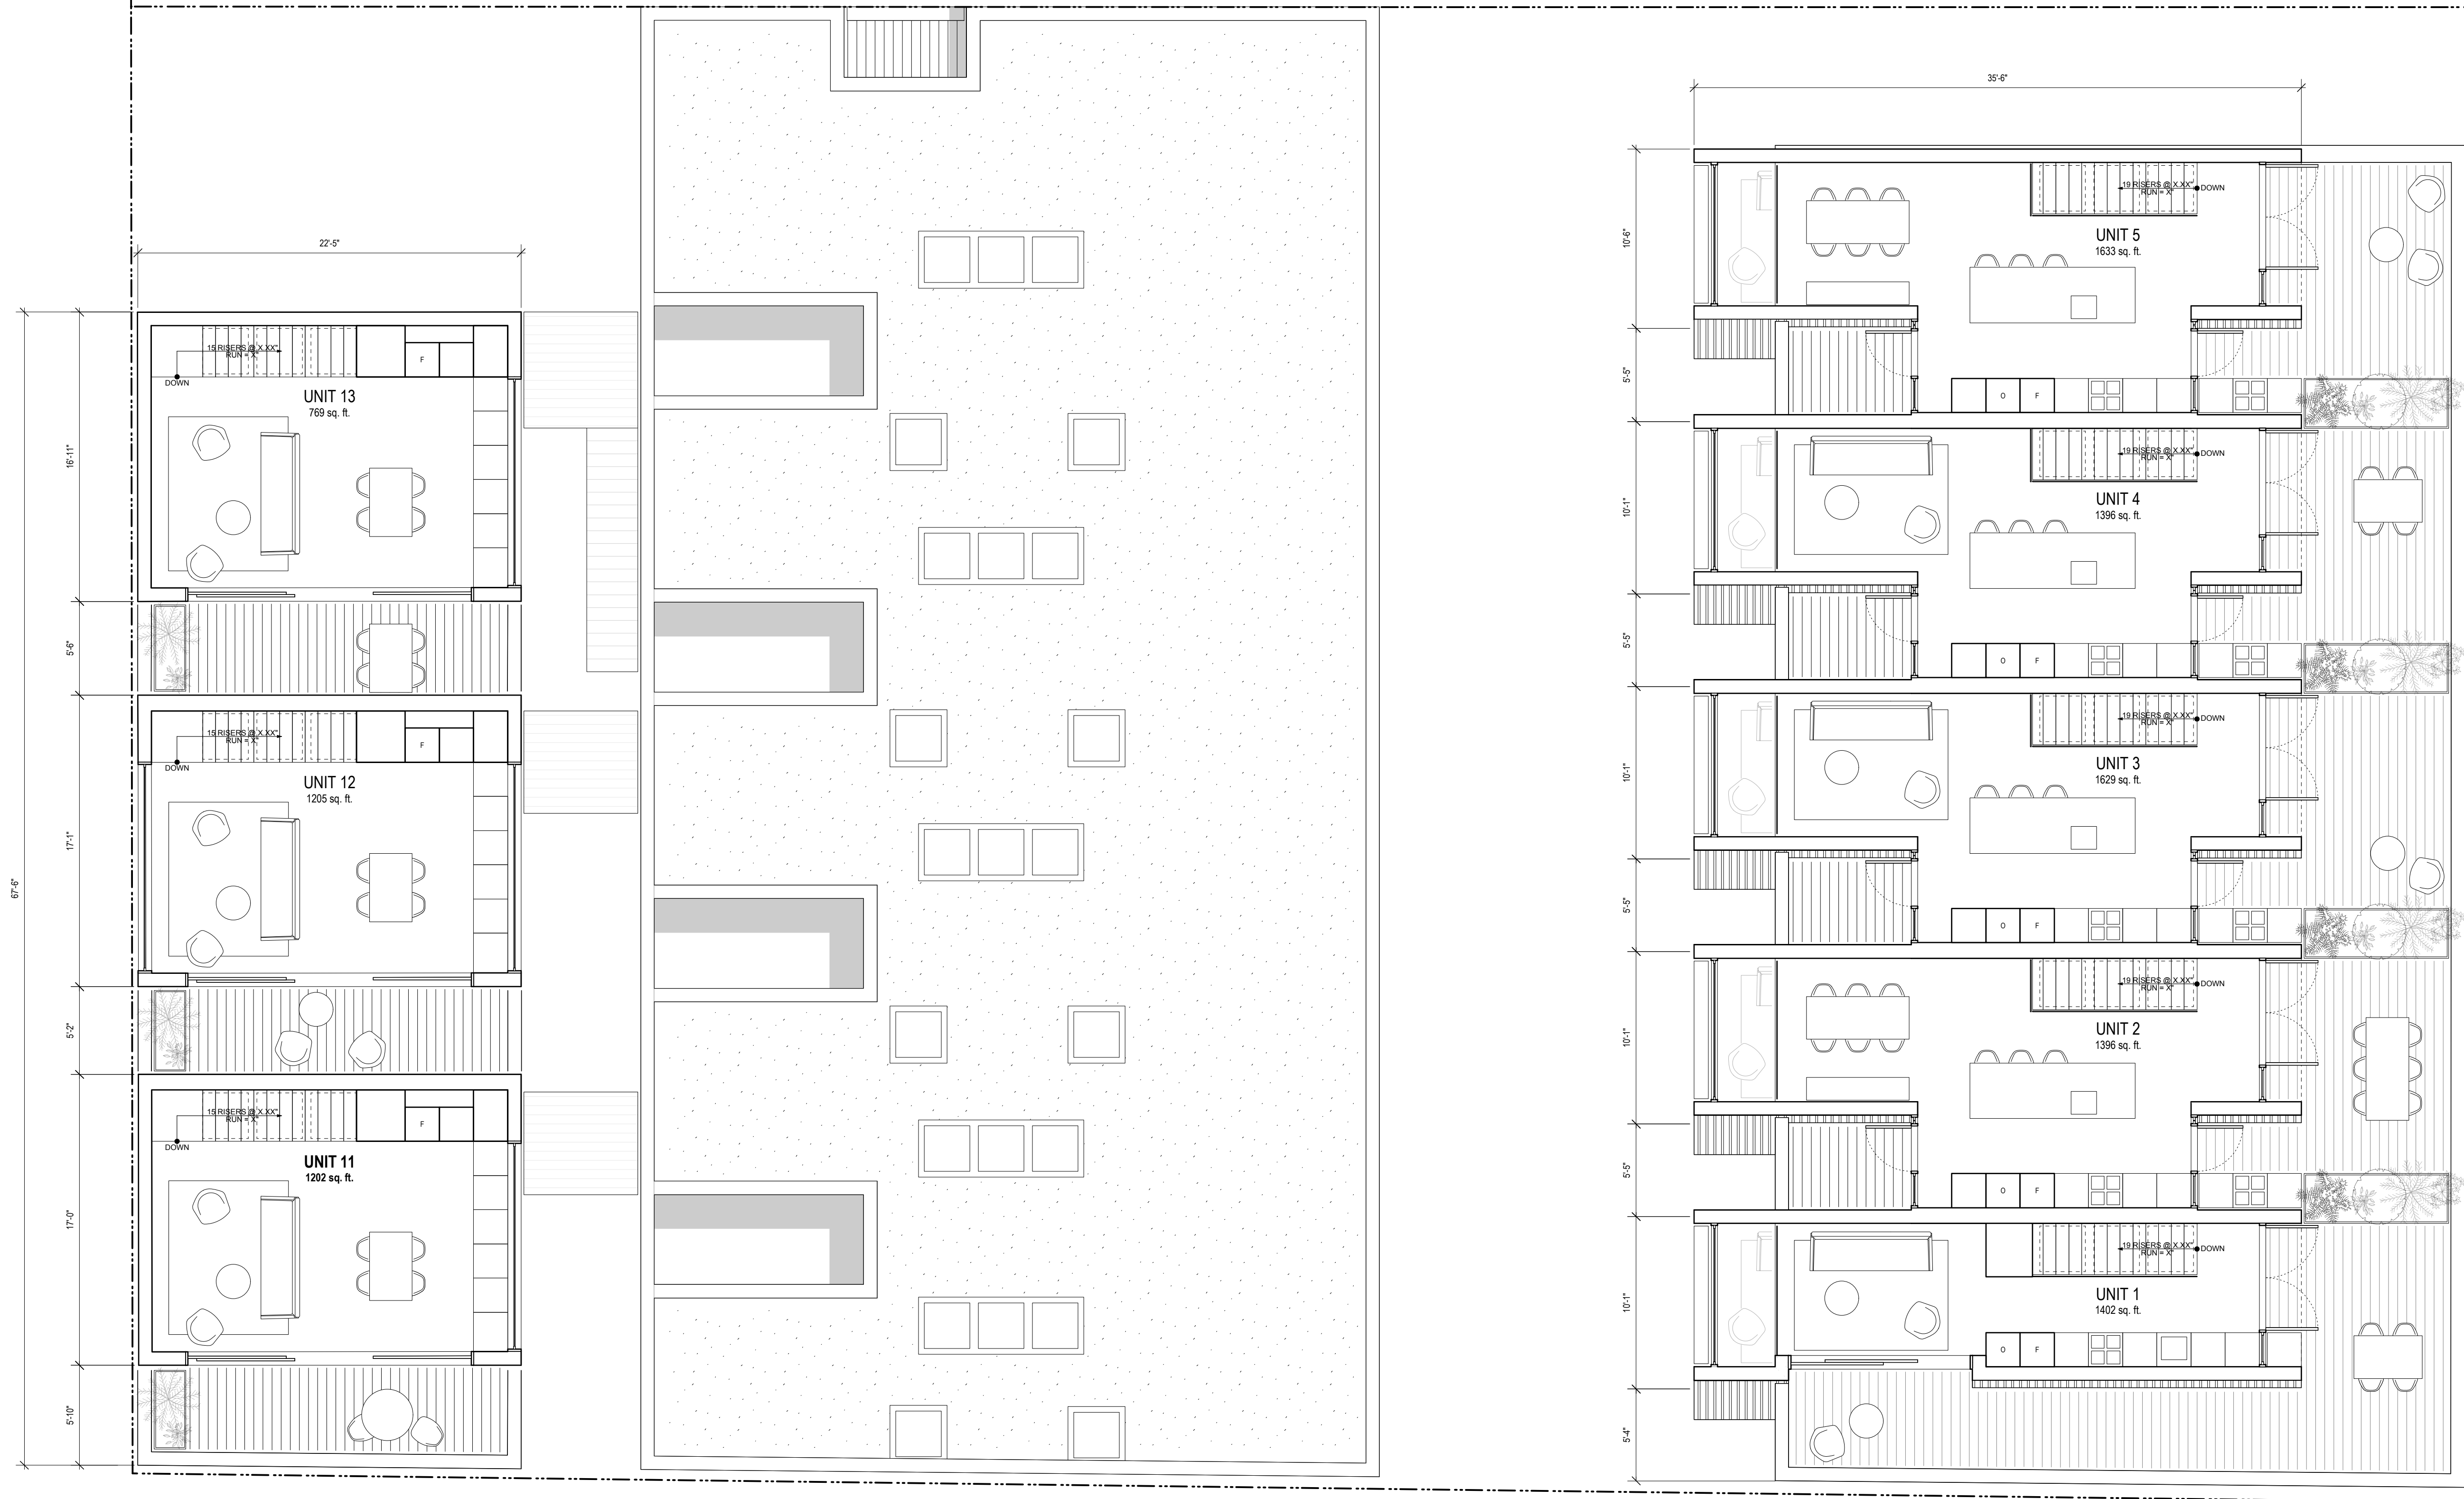 35'-6"
22'-5"
67'-6"
16'-11"
5'-6"
17'-1"
5'-2"
17'-0"
5'-10"
15 RISERS @ X.XX"
RUN = X"
DOWN
F
UNIT 13
769 sq. ft.
15 RISERS @ X.XX"
RUN = X"
DOWN
F
UNIT 12
1205 sq. ft.
15 RISERS @ X.XX"
RUN = X"
DOWN
F
UNIT 11
1202 sq. ft.
10'-6"
5'-5"
10'-1"
5'-5"
10'-1"
5'-5"
10'-1"
5'-5"
10'-1"
5'-4"
19 RISERS @ X.XX"
RUN = X"
DOWN
UNIT 5
1633 sq. ft.
O F
19 RISERS @ X.XX"
RUN = X"
DOWN
UNIT 4
1396 sq. ft.
O F
19 RISERS @ X.XX"
RUN = X"
DOWN
UNIT 3
1629 sq. ft.
O F
19 RISERS @ X.XX"
RUN = X"
DOWN
UNIT 2
1396 sq. ft.
O F
19 RISERS @ X.XX"
RUN = X"
DOWN
UNIT 1
1402 sq. ft.
O F